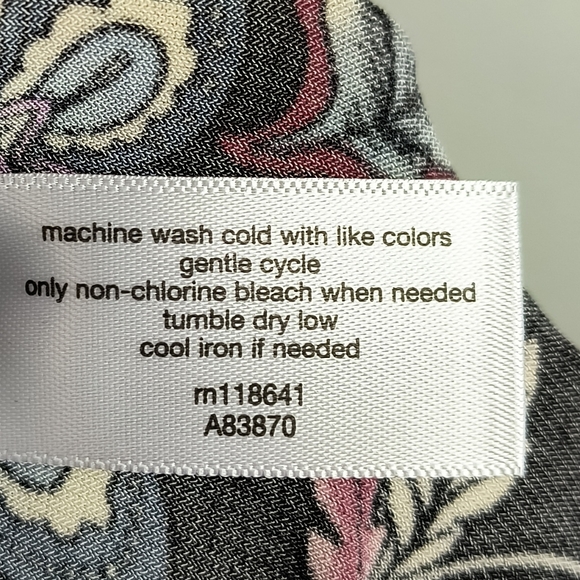 machine wash cold with like colors
gentle cycle
only non-chlorine bleach when needed
tumble dry low
cool iron if needed
rn118641
A83870